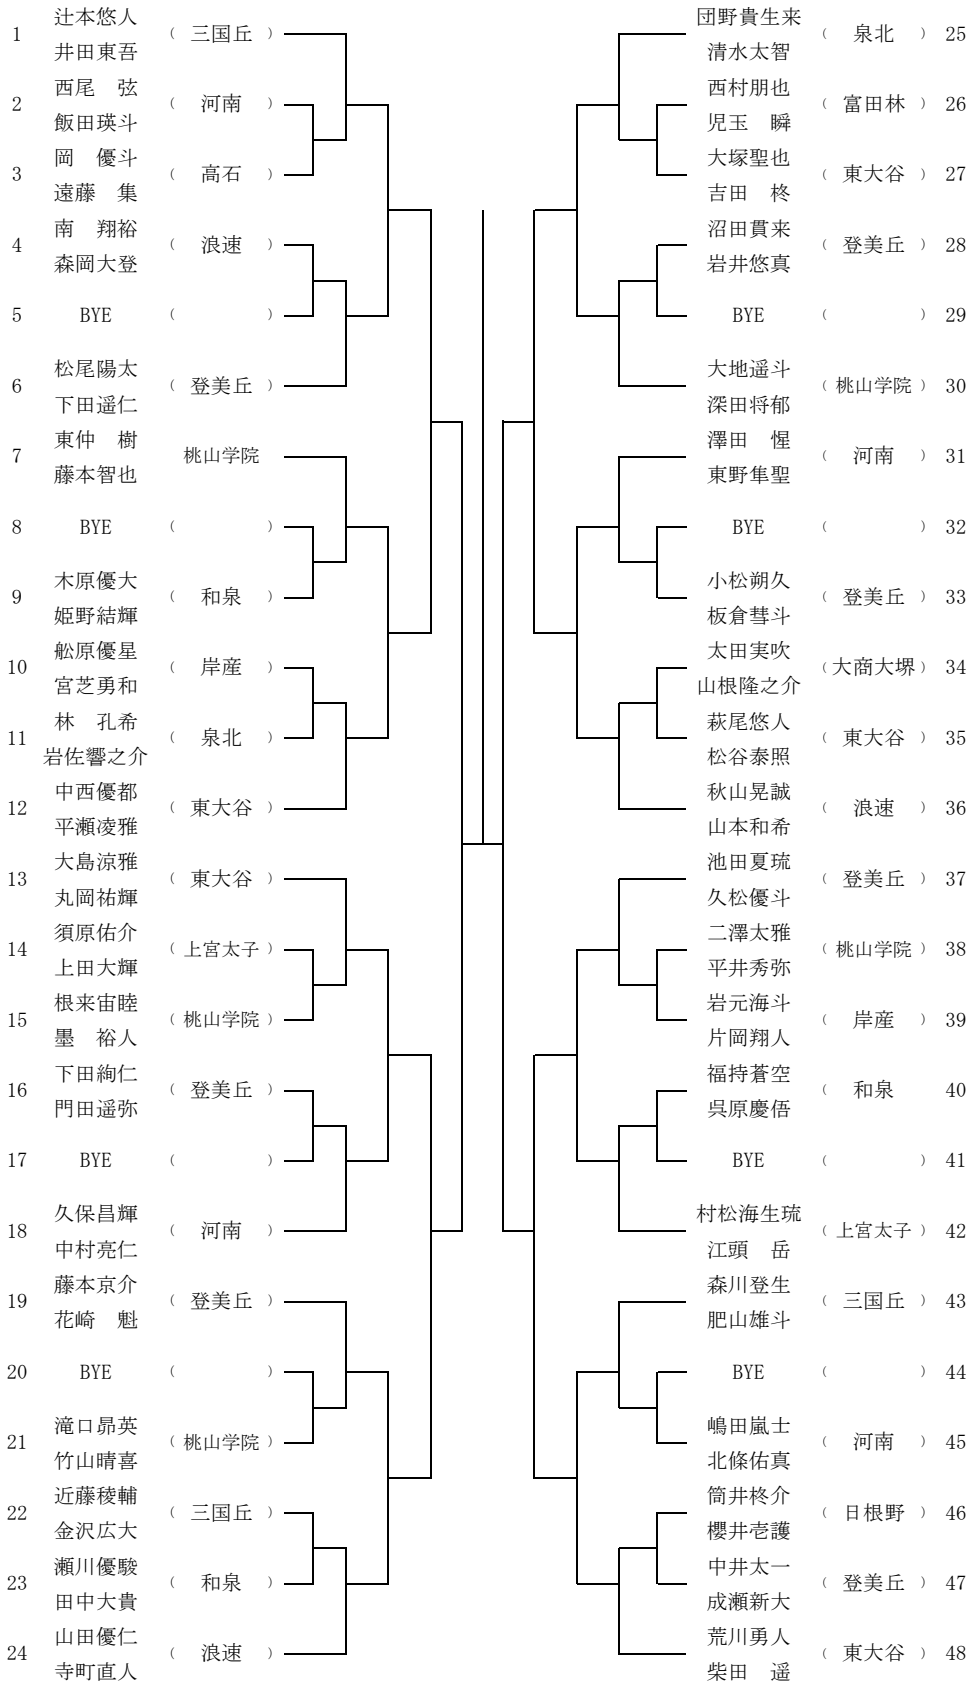 辻本悠人
1 （ 三国丘 ）
井田東吾
西尾　弦
2 （ 河南 ）
飯田瑛斗
岡　優斗
3 （ 高石 ）
遠藤　集
南　翔裕
4 （ 浪速 ）
森岡大登
5 BYE （ ）
松尾陽太
6 （ 登美丘 ）
下田遥仁
東仲　樹
7 桃山学院
藤本智也
8 BYE （ ）
木原優大
9 （ 和泉 ）
姫野結輝
舩原優星
10 （ 岸産 ）
宮芝勇和
林　孔希
11 （ 泉北 ）
岩佐響之介
中西優都
12 （ 東大谷 ）
平瀬凌雅
大島涼雅
13 （ 東大谷 ）
丸岡祐輝
須原佑介
14 （ 上宮太子 ）
上田大輝
根来宙睦
15 （ 桃山学院 ）
墨　裕人
下田絢仁
16 （ 登美丘 ）
門田遥弥
17 BYE （ ）
久保昌輝
18 （ 河南 ）
中村亮仁
藤本京介
19 （ 登美丘 ）
花崎　魁
20 BYE （ ）
滝口昴英
21 （ 桃山学院 ）
竹山晴喜
近藤稜輔
22 （ 三国丘 ）
金沢広大
瀬川優駿
23 （ 和泉 ）
田中大貴
山田優仁
24 （ 浪速 ）
寺町直人
団野貴生来
（ 泉北 ） 25
清水太智
西村朋也
（ 富田林 ） 26
児玉　瞬
大塚聖也
（ 東大谷 ） 27
吉田　柊
沼田貫来
（ 登美丘 ） 28
岩井悠真
BYE （ ） 29
大地遥斗
（ 桃山学院 ） 30
深田将郁
澤田　惺
（ 河南 ） 31
東野隼聖
BYE （ ） 32
小松朔久
（ 登美丘 ） 33
板倉彗斗
太田実吹
（ 大商大堺 ） 34
山根隆之介
萩尾悠人
（ 東大谷 ） 35
松谷泰照
秋山晃誠
（ 浪速 ） 36
山本和希
池田夏琉
（ 登美丘 ） 37
久松優斗
二澤太雅
（ 桃山学院 ） 38
平井秀弥
岩元海斗
（ 岸産 ） 39
片岡翔人
福持蒼空
（ 和泉 40
呉原慶悟
BYE （ ） 41
村松海生琉
（ 上宮太子 ） 42
江頭　岳
森川登生
（ 三国丘 ） 43
肥山雄斗
BYE （ ） 44
嶋田嵐士
（ 河南 ） 45
北條佑真
筒井柊介
（ 日根野 ） 46
櫻井壱護
中井太一
（ 登美丘 ） 47
成瀬新大
荒川勇人
（ 東大谷 ） 48
柴田　遥